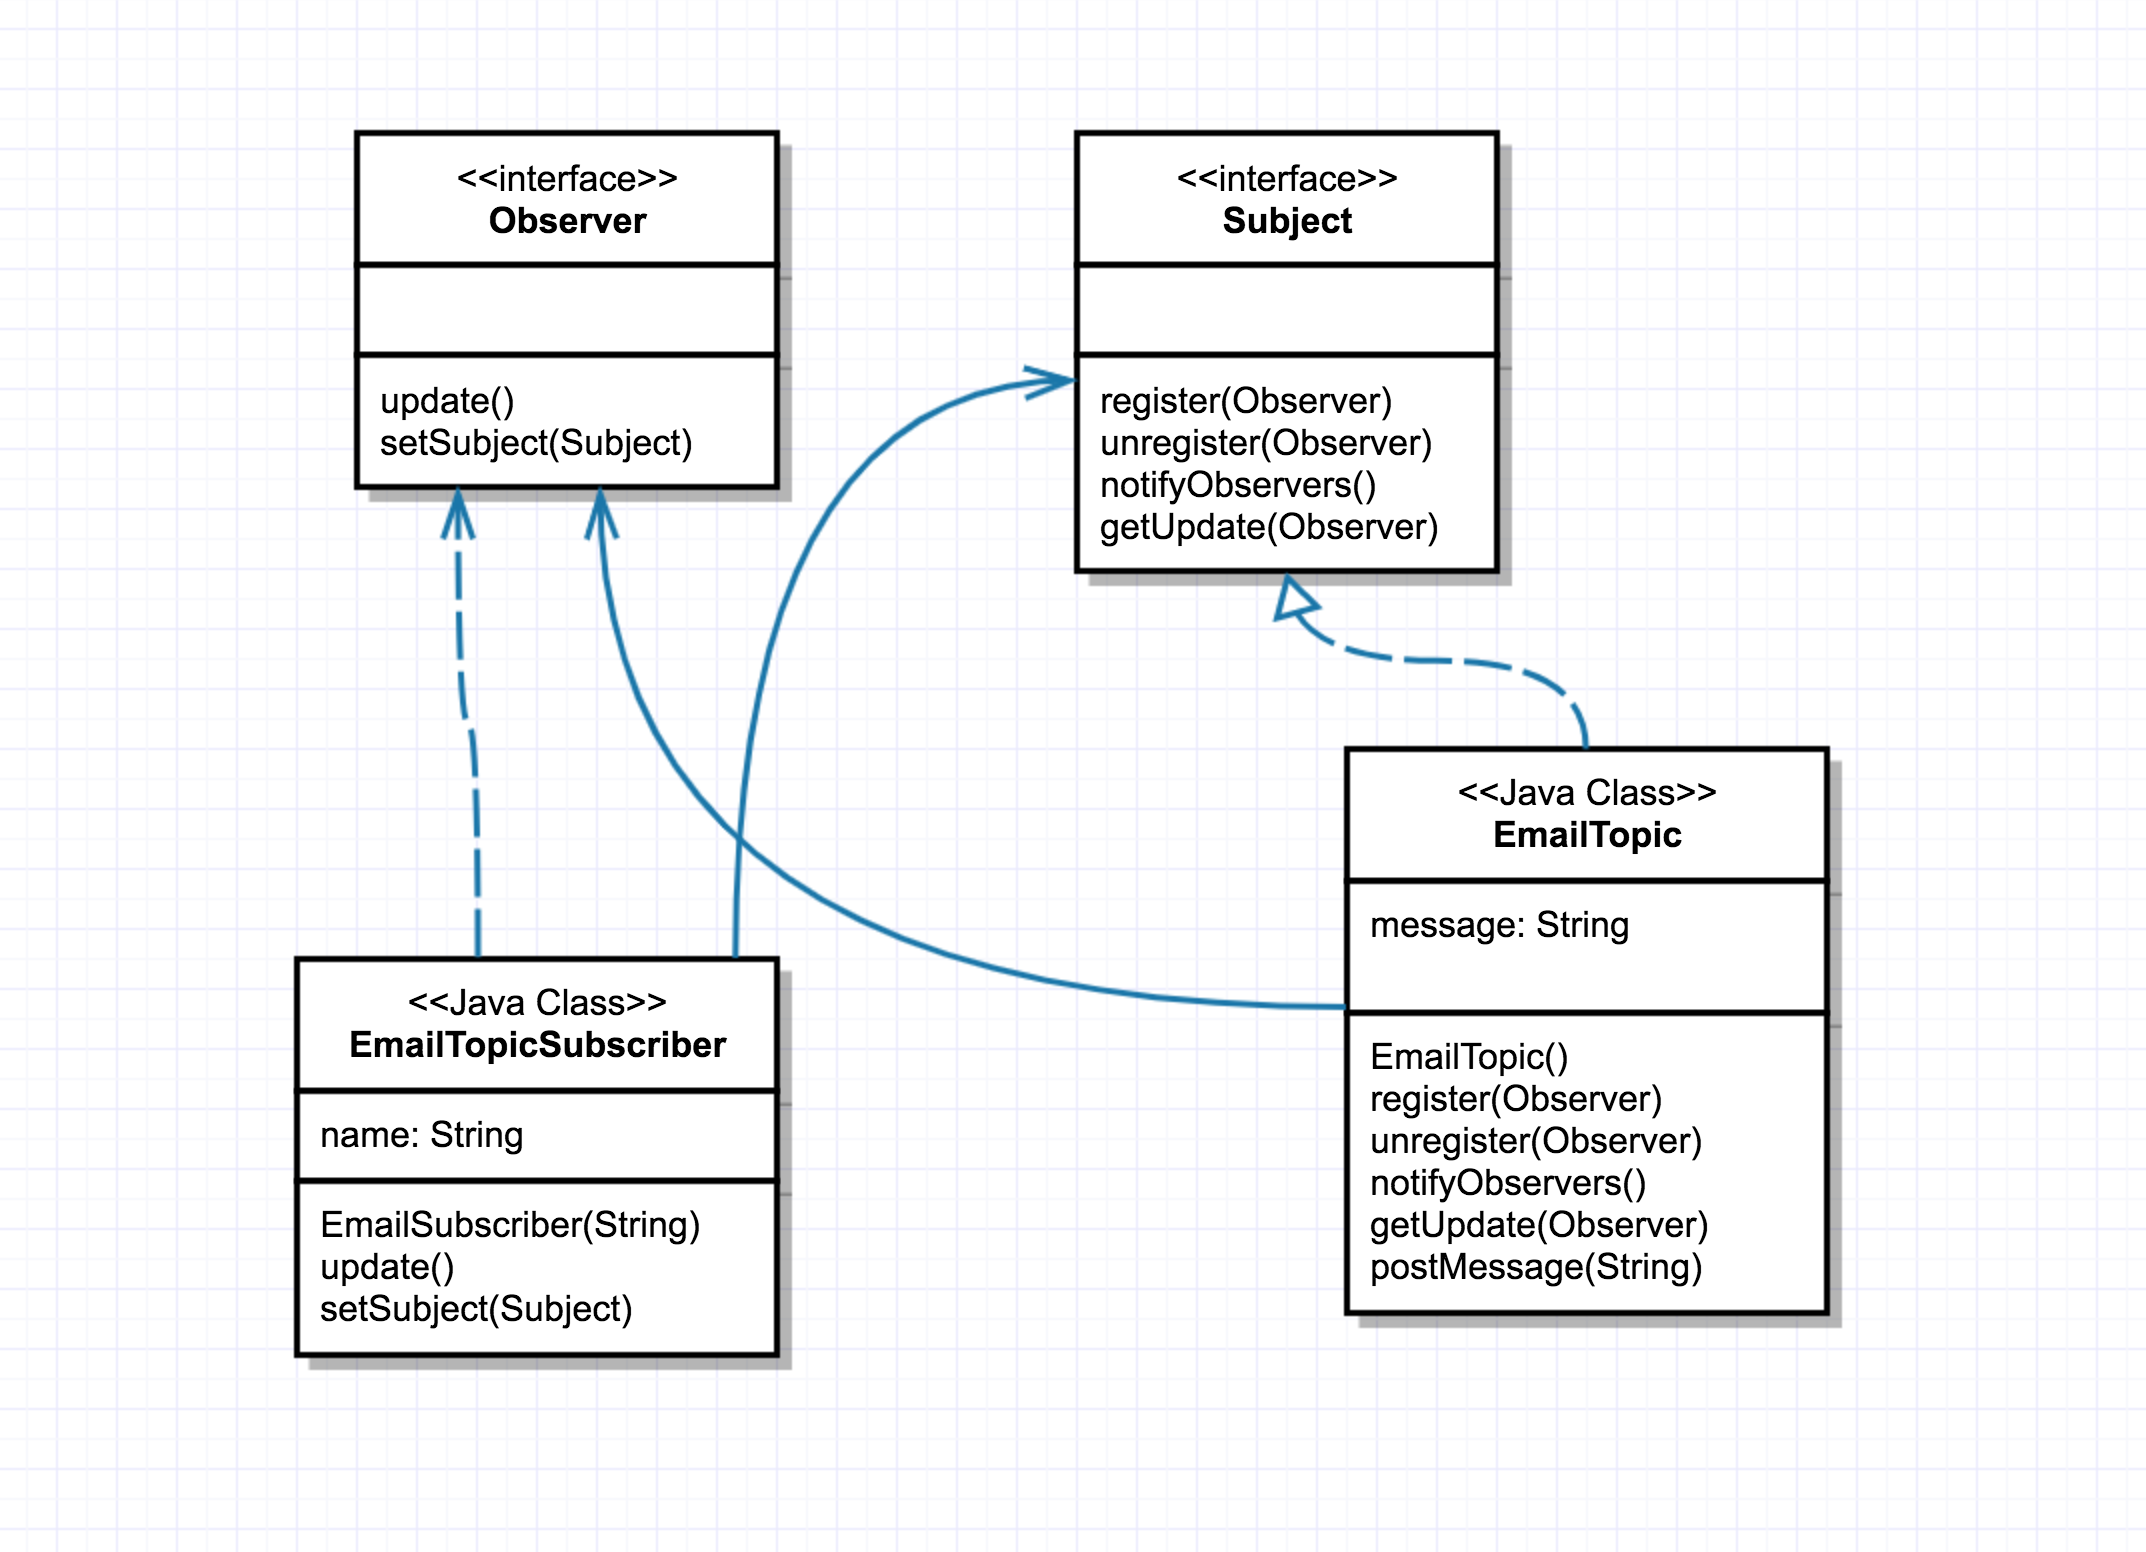 <<interface>>
Observer
update()
setSubject(Subject)
<<interface>>
Subject
register(Observer)
unregister(Observer)
notifyObservers()
getUpdate(Observer)
<<Java Class>>
EmailTopicSubscriber
name: String
EmailSubscriber(String)
update()
setSubject(Subject)
<<Java Class>>
EmailTopic
message: String
EmailTopic()
register(Observer)
unregister(Observer)
notifyObservers()
getUpdate(Observer)
postMessage(String)